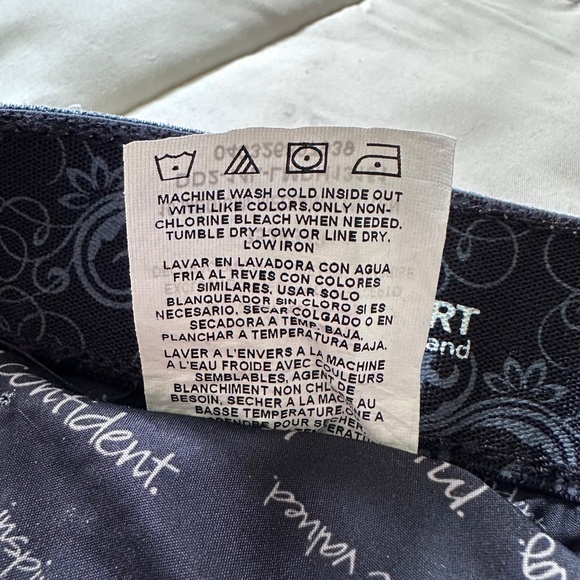 MACHINE WASH COLD INSIDE OUT
WITH LIKE COLORS,ONLY NON-
CHLORINE BLEACH WHEN NEEDED.
TUMBLE DRY LOW OR LINE DRY.
LOW IRON
LAVAR EN LAVADORA CON AGUA
FRIA AL REVES CON COLORES
SIMILARES, USAR SOLO
BLANQUEADOR SIN CLORO SI ES
NECESARIO, SECAR COLGADO O EN
SECADORA A TEMP. BAJA.
PLANCHAR A TEMPERATURA BAJA.
LAVER A L'ENVERS A LA MACHINE
A L'EAU FROIDE AVEC COULEURS
SEMBLABLES, AGENT DE
BLANCHIMENT NON CHLORE AU
BESOIN, SECHER A LA MACH
BASSE TEMPERATURE,
confident.
valued.